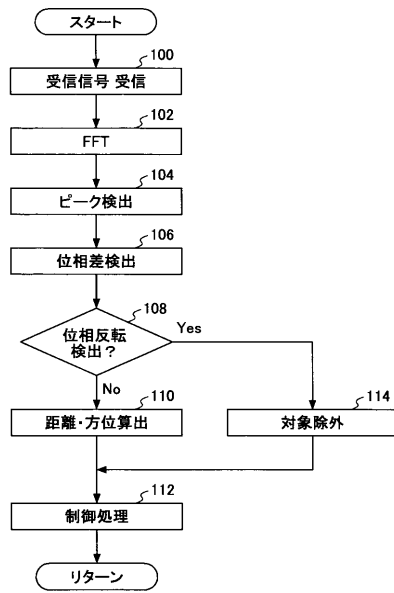 スタート
100
受信信号 受信
102
FFT
104
ピーク検出
106
位相差検出
108
位相反転
検出？
Yes
No
110
距離・方位算出
114
対象除外
112
制御処理
リターン